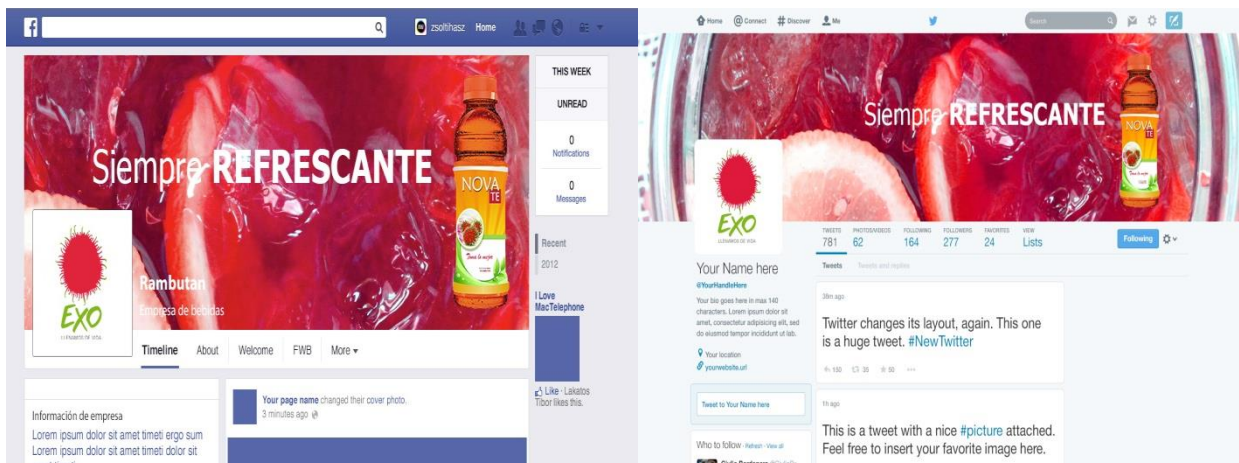 zsoltihasz Home
Siempre REFRESCANTE
NOVA
TE
EXO
LLENAMOS DE VIDA
Rambutan
Empresa de bebidas
Timeline About Welcome FWB More
THIS WEEK
UNREAD
0
Notifications
0
Messages
Recent
2012
I Love
MacTelephone
Like · Lakatos
Tibor likes this.
Información de empresa
Lorem ipsum dolor sit amet timeti ergo sum
Lorem ipsum dolor sit amet timeti dolor sit
Your page name changed their cover photo.
3 minutes ago
Home @ Connect # Discover Me
Search
Siempre REFRESCANTE
NOVA
TE
EXO
LLENAMOS DE VIDA
TWEETS PHOTOS/VIDEOS FOLLOWING FOLLOWERS FAVORITES VIEW
781 62 164 277 24 Lists
Following
Your Name here
@YourHandleHere
Your bio goes here in max 140
characters. Lorem ipsum dolor sit
amet, consectetur adipisicing elit, sed
do eiusmod tempor incididunt ut lab.
Your location
yourwebsite.url
Tweet to Your Name here
Who to follow · Refresh · View all
Tweets Tweets and replies
38m ago
Twitter changes its layout, again. This one
is a huge tweet. #NewTwitter
150 35 50
1h ago
This is a tweet with a nice #picture attached.
Feel free to insert your favorite image here.